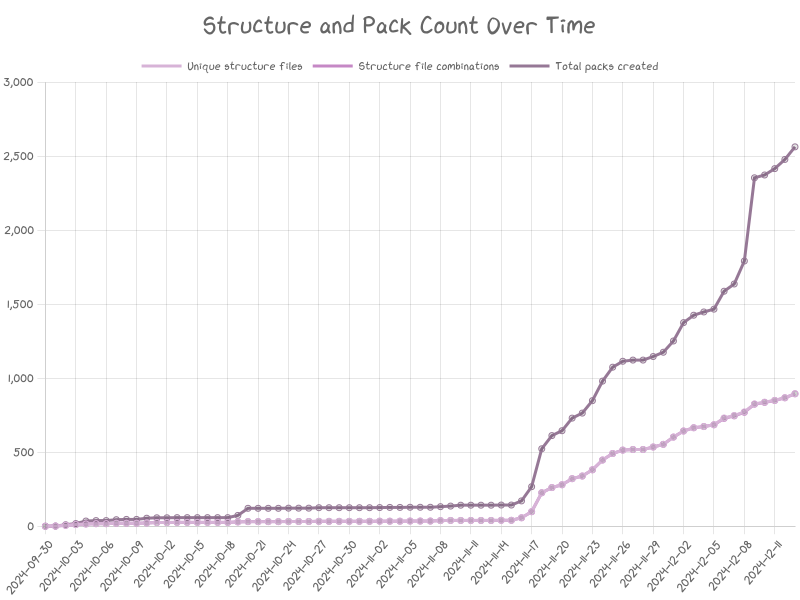 Structure and Pack Count Over Time
Unique structure files Structure file combinations Total packs created
3,000
2,500
2,000
1,500
1,000
500
0
2024-09-30 2024-10-03 2024-10-06 2024-10-09 2024-10-12 2024-10-15 2024-10-18 2024-10-21 2024-10-24 2024-10-27 2024-10-30 2024-11-02 2024-11-05 2024-11-08 2024-11-11 2024-11-14 2024-11-17 2024-11-20 2024-11-23 2024-11-26 2024-11-29 2024-12-02 2024-12-05 2024-12-08 2024-12-11